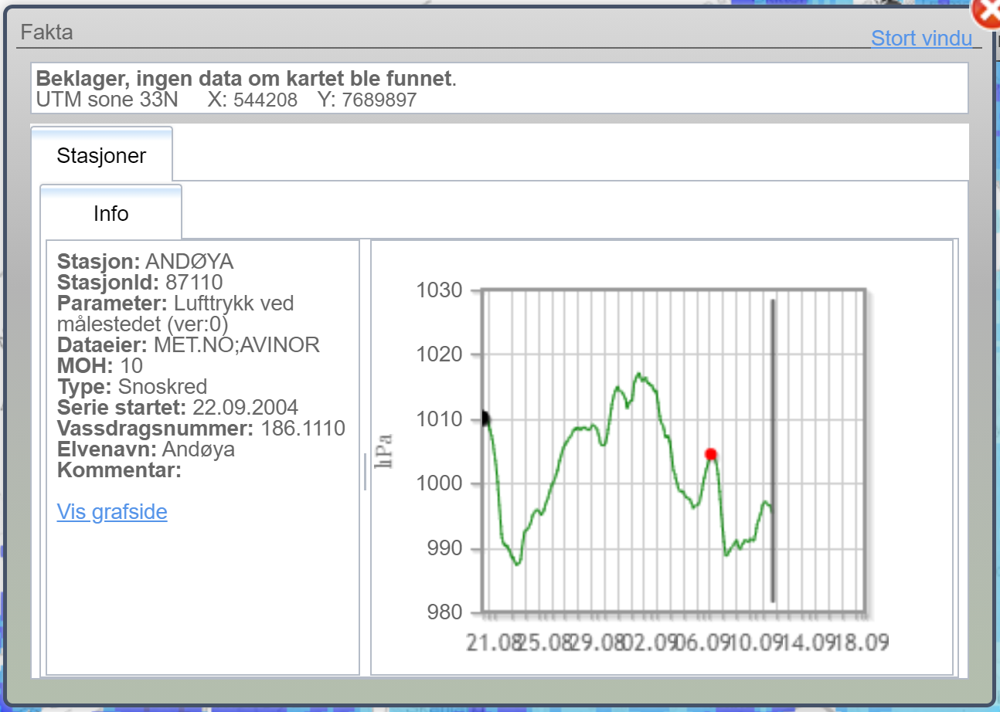 Fakta
Stort vindu
Beklager, ingen data om kartet ble funnet.
UTM sone 33N X: 544208 Y: 7689897
Stasjoner
Info
Stasjon: ANDØYA
StasjonId: 87110
Parameter: Lufttrykk ved
målestedet (ver:0)
Dataeier: MET.NO;AVINOR
MOH: 10
Type: Snoskred
Serie startet: 22.09.2004
Vassdragsnummer: 186.1110
Elvenavn: Andøya
Kommentar:
Vis grafside
1030
1020
1010
hPa
1000
990
980
21.08 25.08 29.08 02.09 06.09 10.09 14.09 18.09